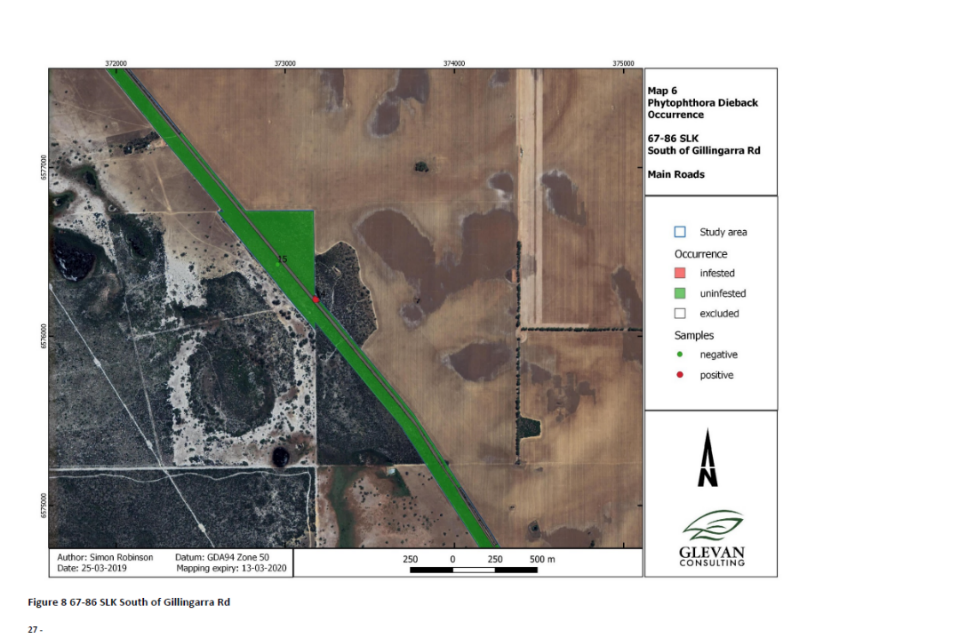 372000
373000
374000
375000
6577000
6576000
6575000
15
Map 6
Phytophthora Dieback
Occurrence
67-86 SLK
South of Gillingarra Rd
Main Roads
Study area
Occurrence
infested
uninfested
excluded
Samples
negative
positive
N
GLEVAN
CONSULTING
Author: Simon Robinson
Datum: GDA94 Zone 50
Date: 25-03-2019
Mapping expiry: 13-03-2020
250 0 250 500 m
Figure 8 67-86 SLK South of Gillingarra Rd
27 -